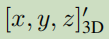 [x, y, z]′3D